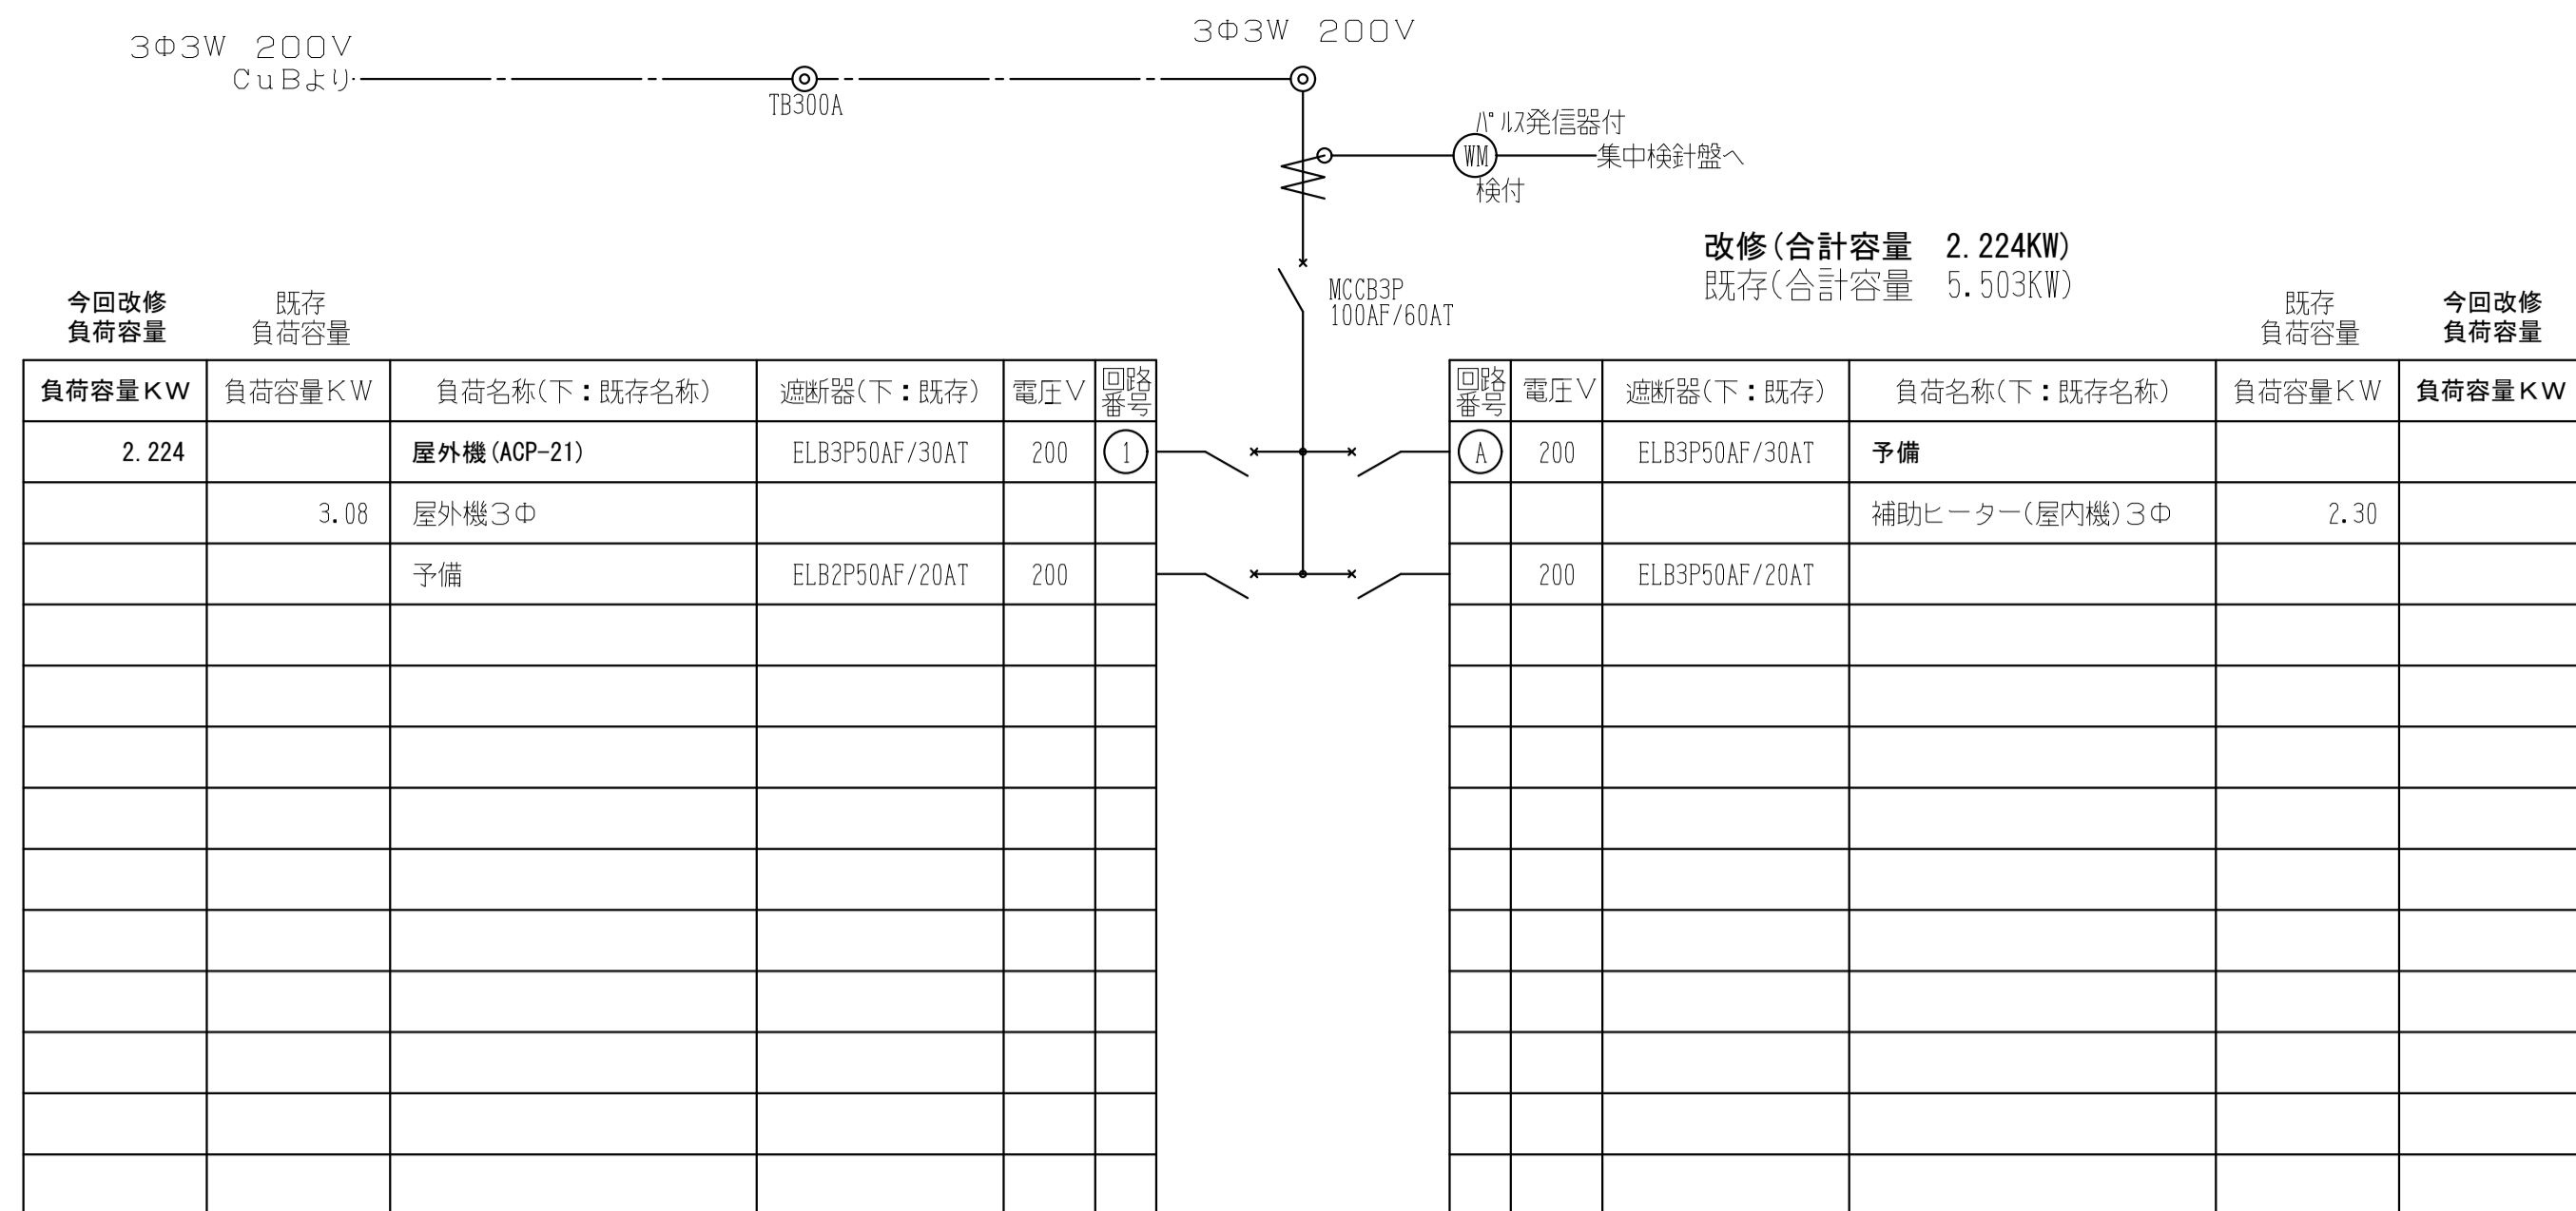 3Φ3W 200V
3Φ3W 200V
CuBより
TB300A
パルス発信器付
WM
集中検針盤へ
検付
改修(合計容量 2.224KW)
既存(合計容量 5.503KW)
MCCB3P
100AF/60AT
今回改修
負荷容量
既存
負荷容量
既存
負荷容量
今回改修
負荷容量
負荷容量KW 負荷容量KW 負荷名称(下:既存名称) 遮断器(下:既存) 電圧V 回路番号
回路番号 電圧V 遮断器(下:既存) 負荷名称(下:既存名称) 負荷容量KW 負荷容量KW
2.224 屋外機(ACP-21) ELB3P50AF/30AT 200 1
A 200 ELB3P50AF/30AT 予備
3.08 屋外機3Φ
補助ヒーター(屋内機)3Φ 2.30
予備 ELB2P50AF/20AT 200
200 ELB3P50AF/20AT